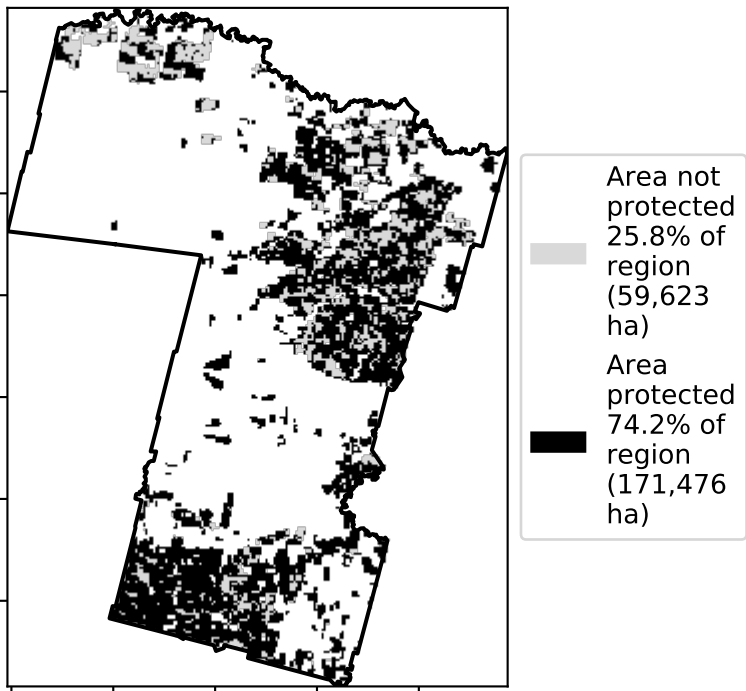 Area not
protected
25.8% of
region
(59,623
ha)
Area
protected
74.2% of
region
(171,476
ha)